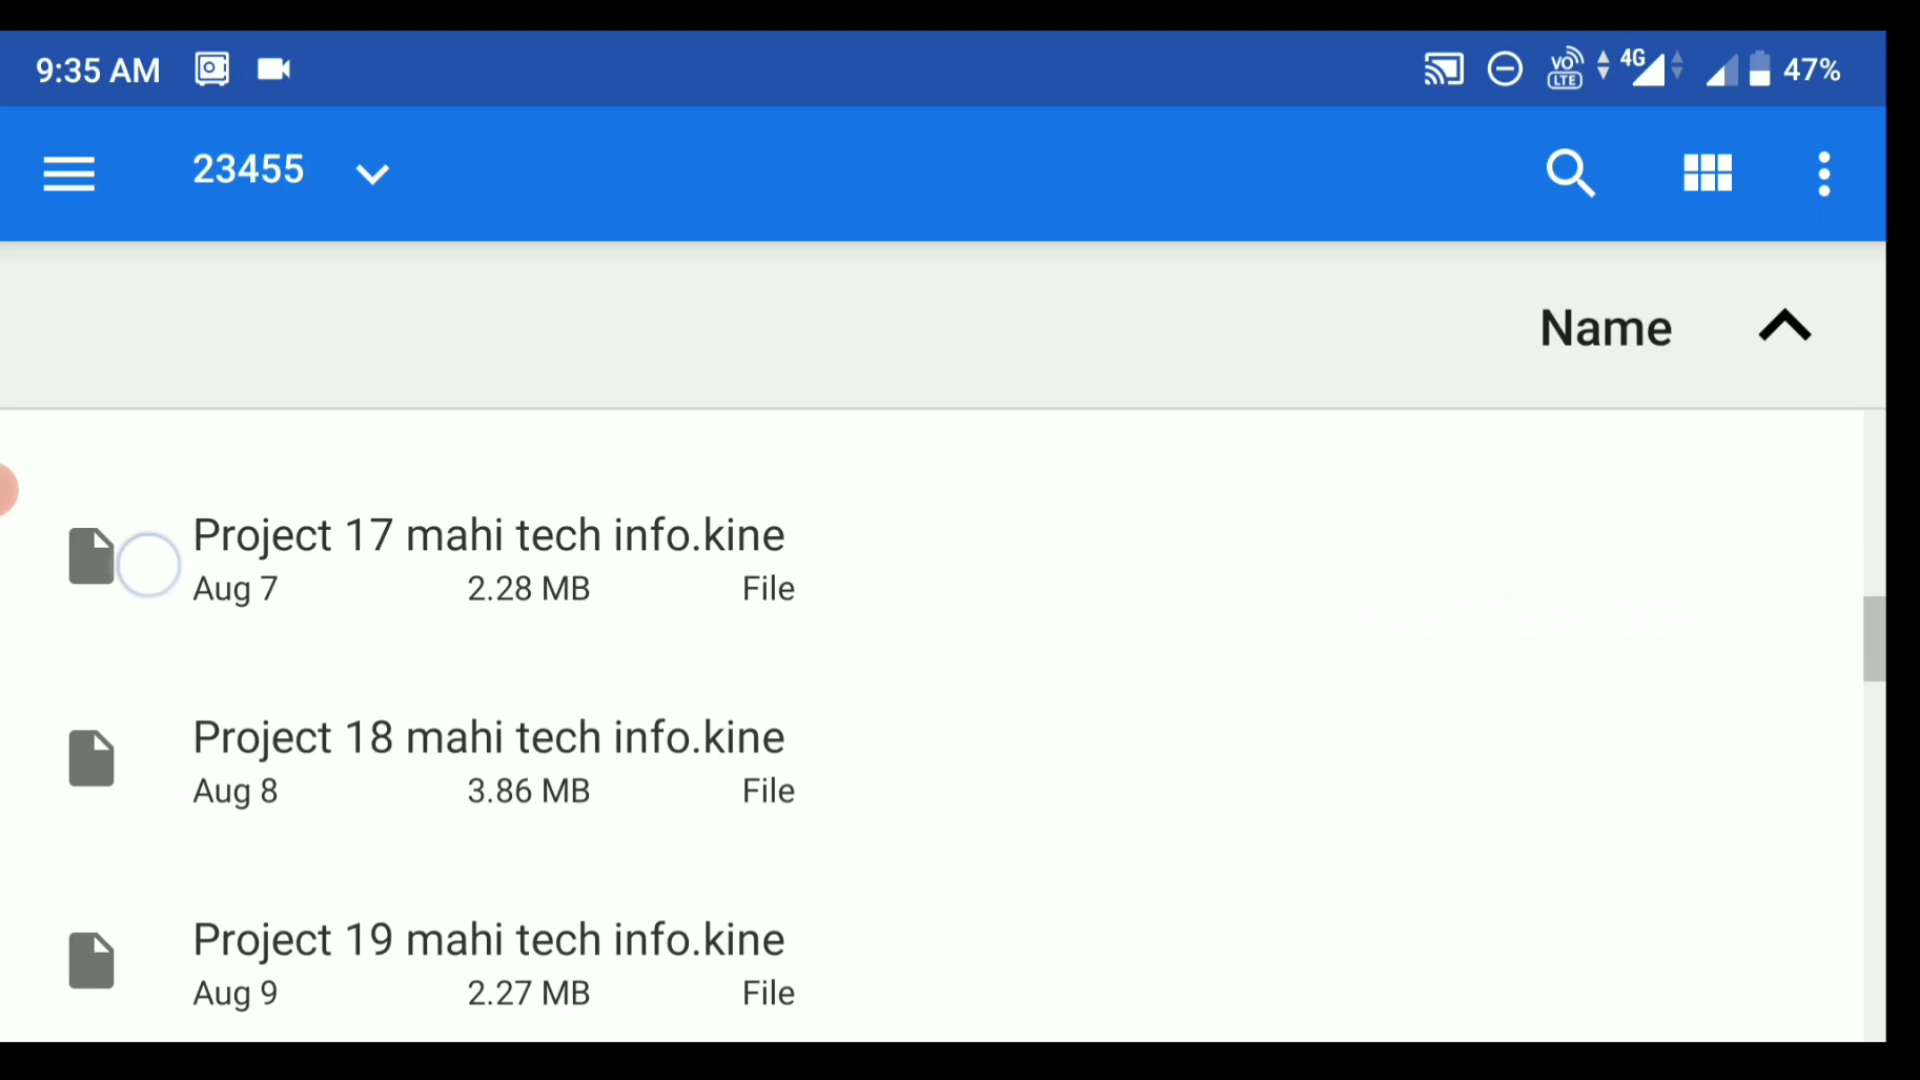 9:35 AM
VO LTE 4G 47%
23455
Name
Project 17 mahi tech info.kine
Aug 7 2.28 MB File
Project 18 mahi tech info.kine
Aug 8 3.86 MB File
Project 19 mahi tech info.kine
Aug 9 2.27 MB File